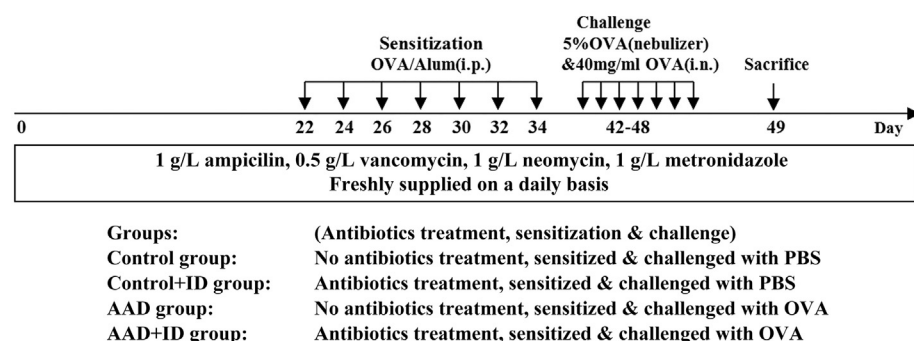 Sensitization
OVA/Alum(i.p.)
Challenge
5%OVA(nebulizer)
&40mg/ml OVA(i.n.)
Sacrifice
0 22 24 26 28 30 32 34 42-48 49 Day
1 g/L ampicilin, 0.5 g/L vancomycin, 1 g/L neomycin, 1 g/L metronidazole
Freshly supplied on a daily basis
Groups: (Antibiotics treatment, sensitization & challenge)
Control group: No antibiotics treatment, sensitized & challenged with PBS
Control+ID group: Antibiotics treatment, sensitized & challenged with PBS
AAD group: No antibiotics treatment, sensitized & challenged with OVA
AAD+ID group: Antibiotics treatment, sensitized & challenged with OVA